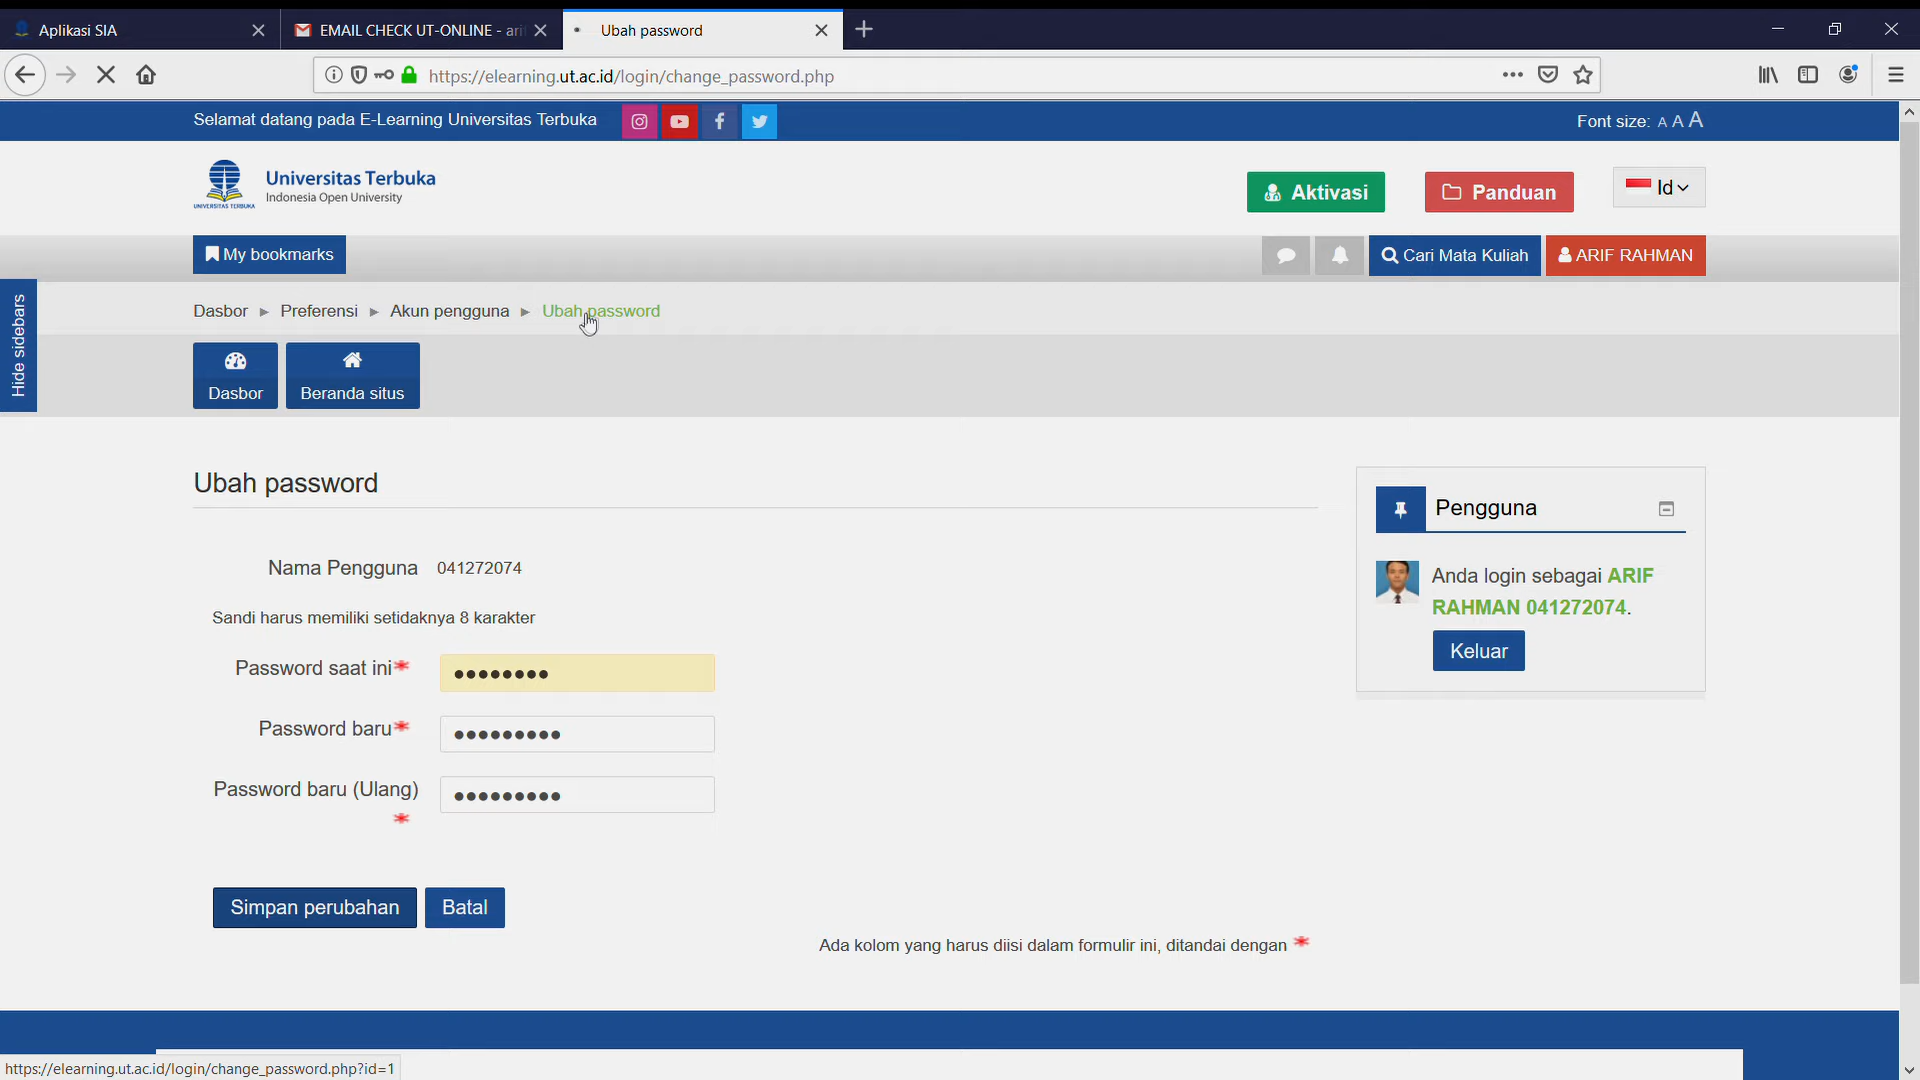 Aplikasi SIA
EMAIL CHECK UT-ONLINE - ari
Ubah password
https://elearning.ut.ac.id/login/change_password.php
Selamat datang pada E-Learning Universitas Terbuka
Font size: A A A
UNIVERSITAS TERBUKA
Universitas Terbuka
Indonesia Open University
Aktivasi
Panduan
Id
My bookmarks
Cari Mata Kuliah
ARIF RAHMAN
Hide sidebars
Dasbor ► Preferensi ► Akun pengguna ► Ubah password
Dasbor
Beranda situs
Ubah password
Nama Pengguna 041272074
Sandi harus memiliki setidaknya 8 karakter
Password saat ini*
Password baru*
Password baru (Ulang)
*
Simpan perubahan
Batal
Ada kolom yang harus diisi dalam formulir ini, ditandai dengan *
Pengguna
Anda login sebagai ARIF
RAHMAN 041272074.
Keluar
https://elearning.ut.ac.id/login/change_password.php?id=1